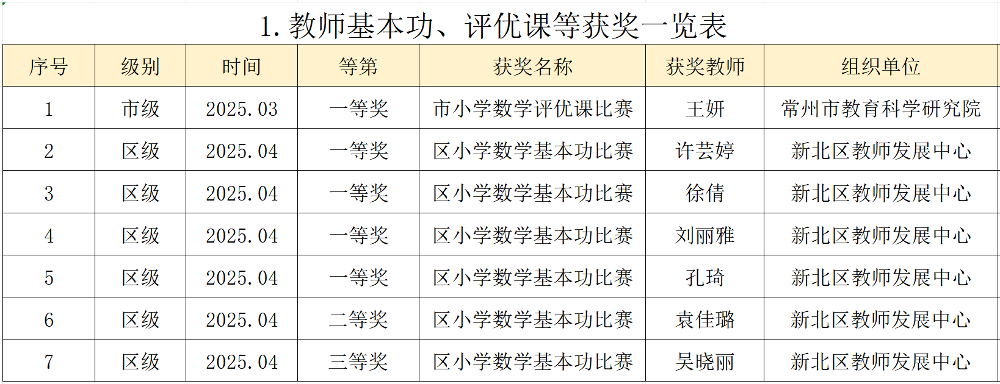 1.教师基本功、评优课等获奖一览表
序号 级别 时间 等第 获奖名称 获奖教师 组织单位
1 市级 2025.03 一等奖 市小学数学评优课比赛 王妍 常州市教育科学研究院
2 区级 2025.04 一等奖 区小学数学基本功比赛 许芸婷 新北区教师发展中心
3 区级 2025.04 一等奖 区小学数学基本功比赛 徐倩 新北区教师发展中心
4 区级 2025.04 一等奖 区小学数学基本功比赛 刘丽雅 新北区教师发展中心
5 区级 2025.04 一等奖 区小学数学基本功比赛 孔琦 新北区教师发展中心
6 区级 2025.04 二等奖 区小学数学基本功比赛 袁佳璐 新北区教师发展中心
7 区级 2025.04 三等奖 区小学数学基本功比赛 吴晓丽 新北区教师发展中心